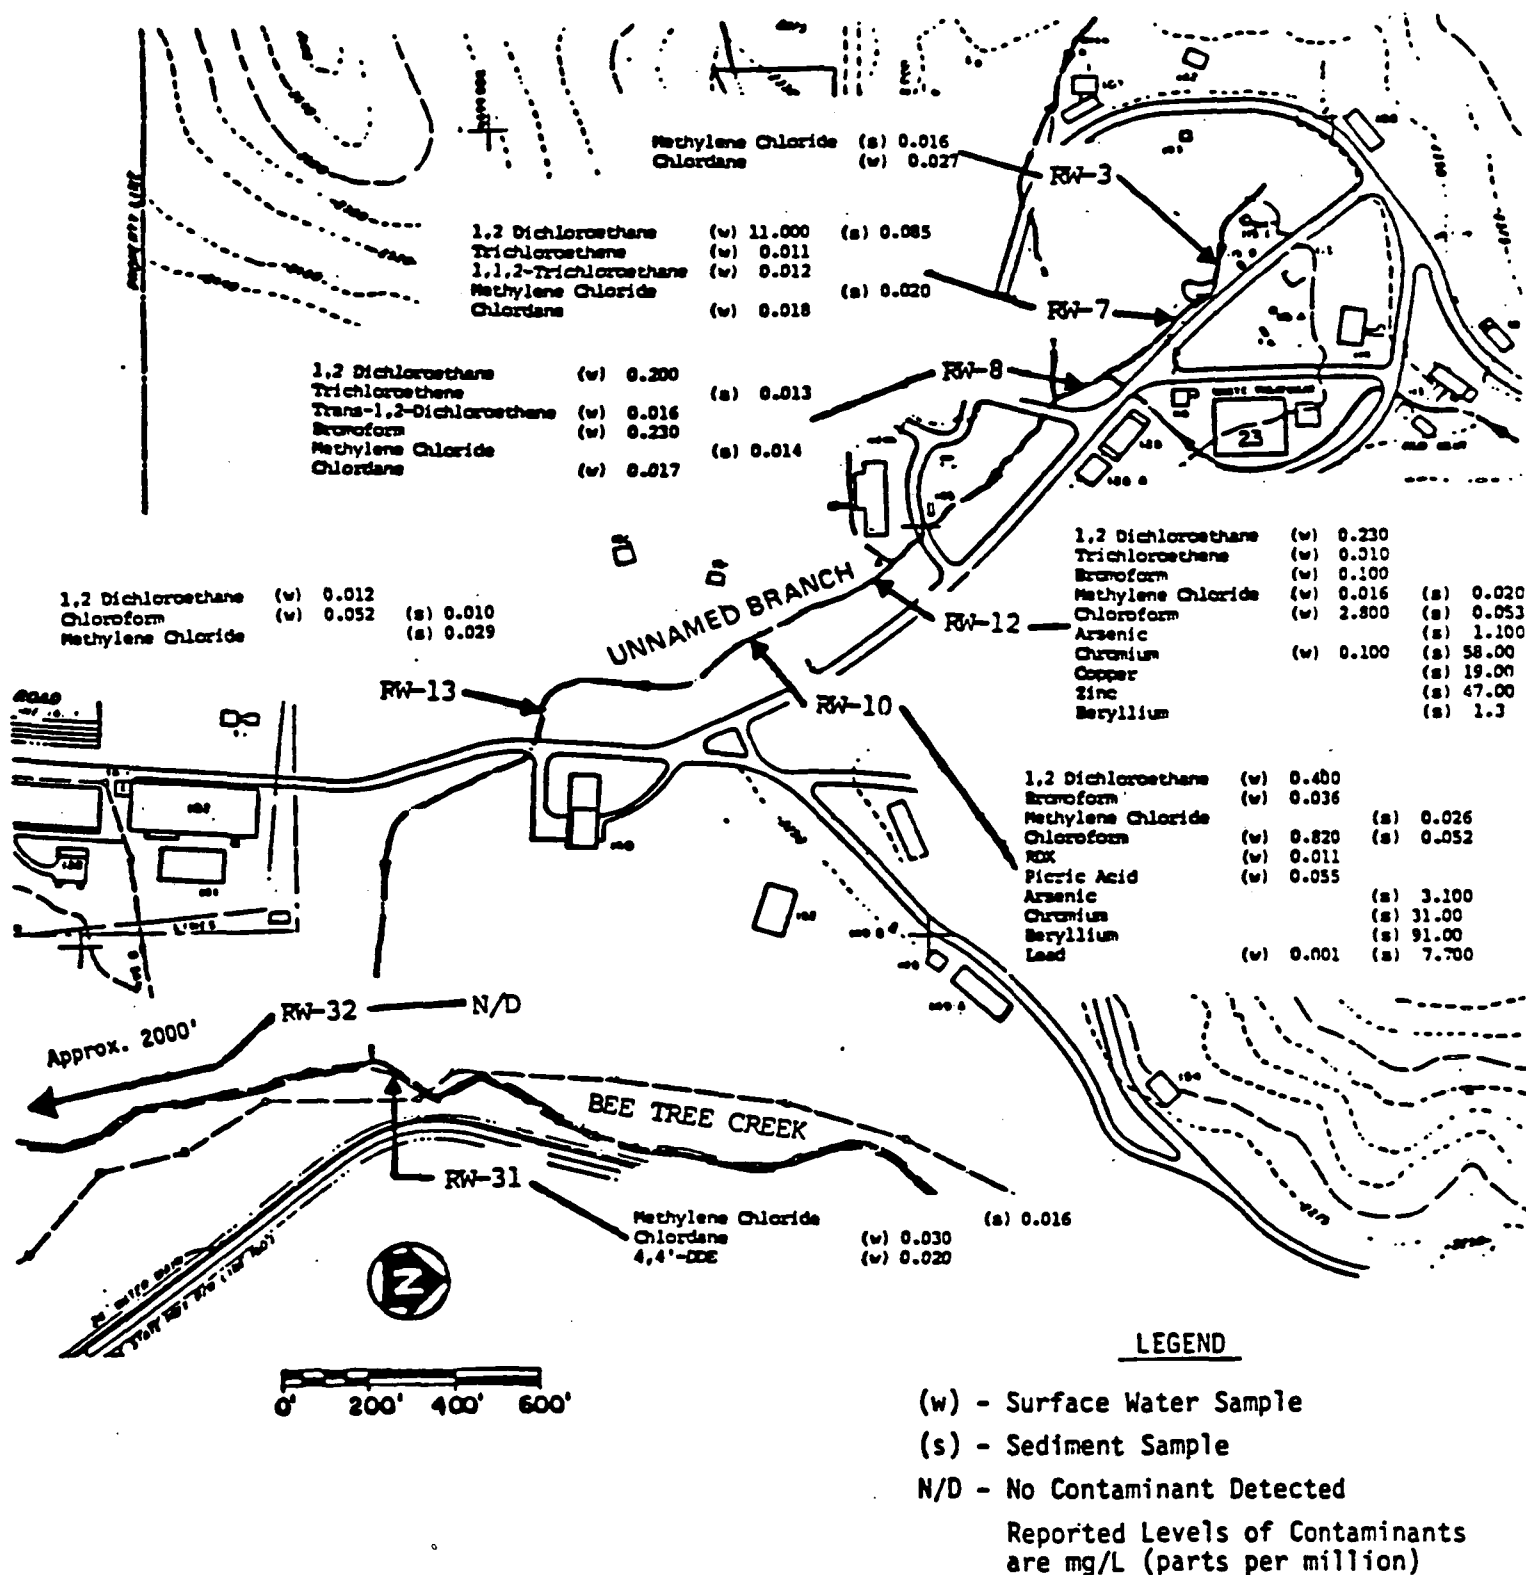 Methylene Chloride (s) 0.016
Chlordane (w) 0.027
RW-3
1,2 Dichloroethane (w) 11.000 (s) 0.085
Trichloroethene (w) 0.011
1,1,2-Trichloroethane (w) 0.012
Methylene Chloride (s) 0.020
Chlordane (w) 0.018
RW-7
PROPERTY LINE
1,2 Dichloroethane (w) 0.200
Trichloroethene (s) 0.013
Trans-1,2-Dichloroethane (w) 0.016
Bromoform (w) 0.230
Methylene Chloride (s) 0.014
Chlordane (w) 0.017
RW-8
23
1,2 Dichloroethane (w) 0.230
Trichloroethene (w) 0.010
Bromoform (w) 0.100
Methylene Chloride (w) 0.016 (s) 0.020
Chloroform (w) 2.800 (s) 0.053
Arsenic (s) 1.100
Chromium (w) 0.100 (s) 58.00
Copper (s) 19.00
Zinc (s) 47.00
Beryllium (s) 1.3
RW-12
UNNAMED BRANCH
1,2 Dichloroethane (w) 0.012
Chloroform (w) 0.052 (s) 0.010
Methylene Chloride (s) 0.029
RW-13
RW-10
ROAD
1,2 Dichloroethane (w) 0.400
Bromoform (w) 0.036
Methylene Chloride (s) 0.026
Chloroform (w) 0.820 (s) 0.052
RDX (w) 0.011
Picric Acid (w) 0.055
Arsenic (s) 3.100
Chromium (s) 31.00
Beryllium (s) 91.00
Lead (w) 0.001 (s) 7.700
LINES
RW-32 N/D
Approx. 2000'
BEE TREE CREEK
RW-31
Methylene Chloride (s) 0.016
Chlordane (w) 0.030
4,4'-DDE (w) 0.020
N
0' 200' 400' 600'
LEGEND
(w) - Surface Water Sample
(s) - Sediment Sample
N/D - No Contaminant Detected
Reported Levels of Contaminants
are mg/L (parts per million)